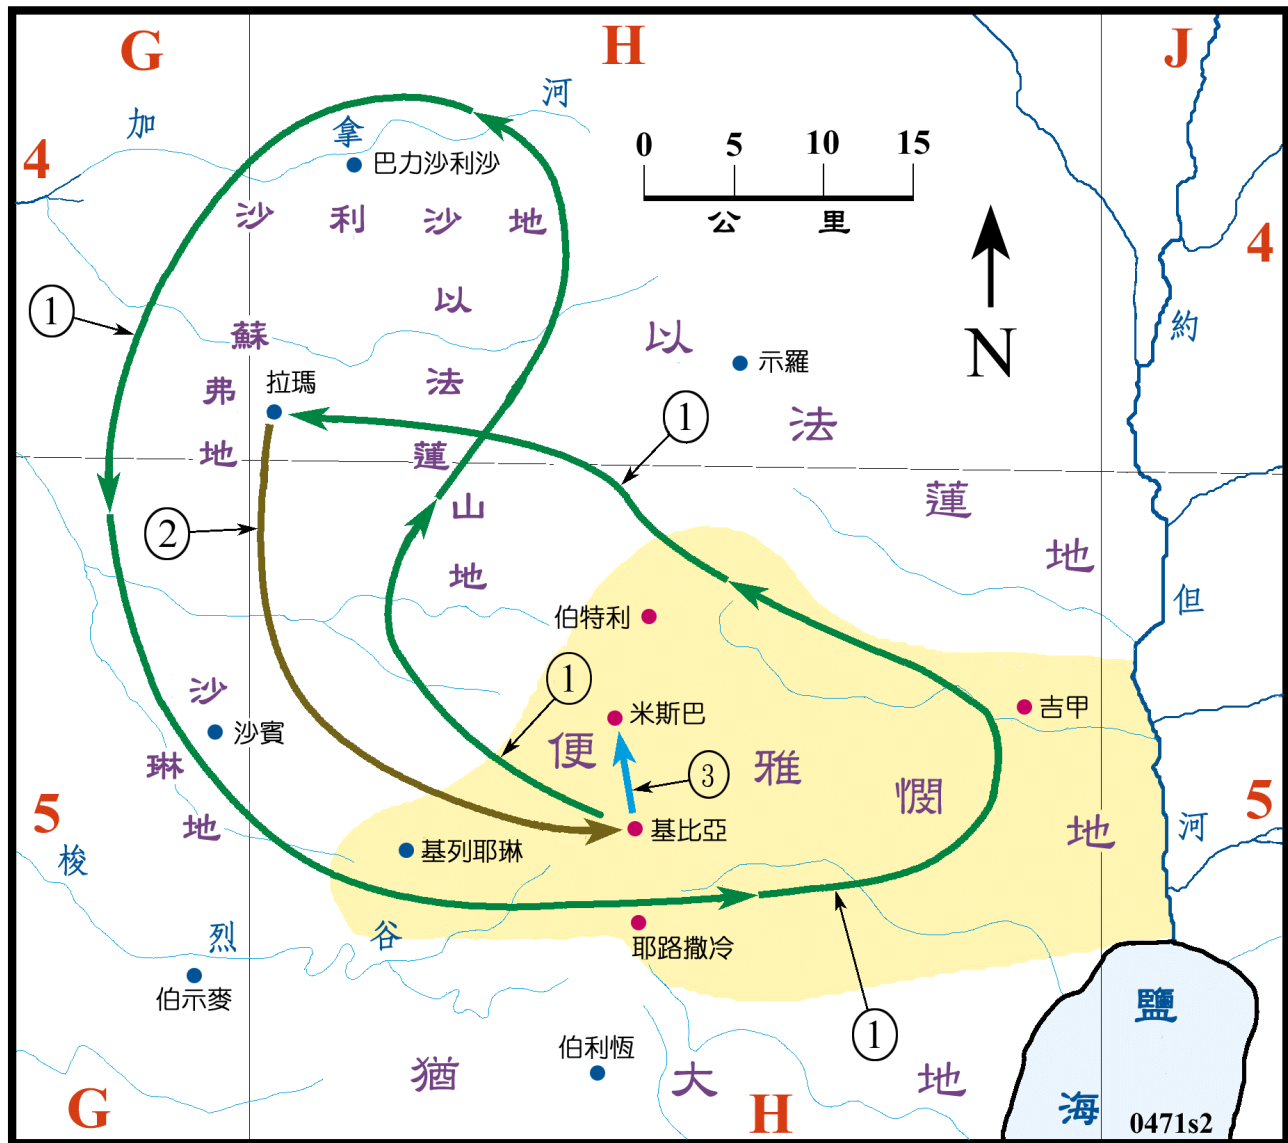 G
H
J
加拿河
4
巴力沙利沙
0 5 10 15
公里
沙利沙地
4
N
約但河
①
以法蓮山地
以法蓮地
蘇弗地
拉瑪
示羅
①
②
伯特利
①
米斯巴
吉甲
沙琳地
沙賓
便雅憫地
③
5
5
基比亞
基列耶琳
梭烈谷
耶路撒冷
伯示麥
①
伯利恆
鹽海
猶大地
G
H
0471s2